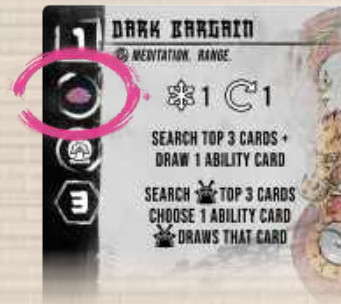 1 DARK BARGAIN
MEDITATION. RANGE.
1 1
SEARCH TOP 3 CARDS +
DRAW 1 ABILITY CARD
3
SEARCH TOP 3 CARDS
CHOOSE 1 ABILITY CARD
DRAWS THAT CARD